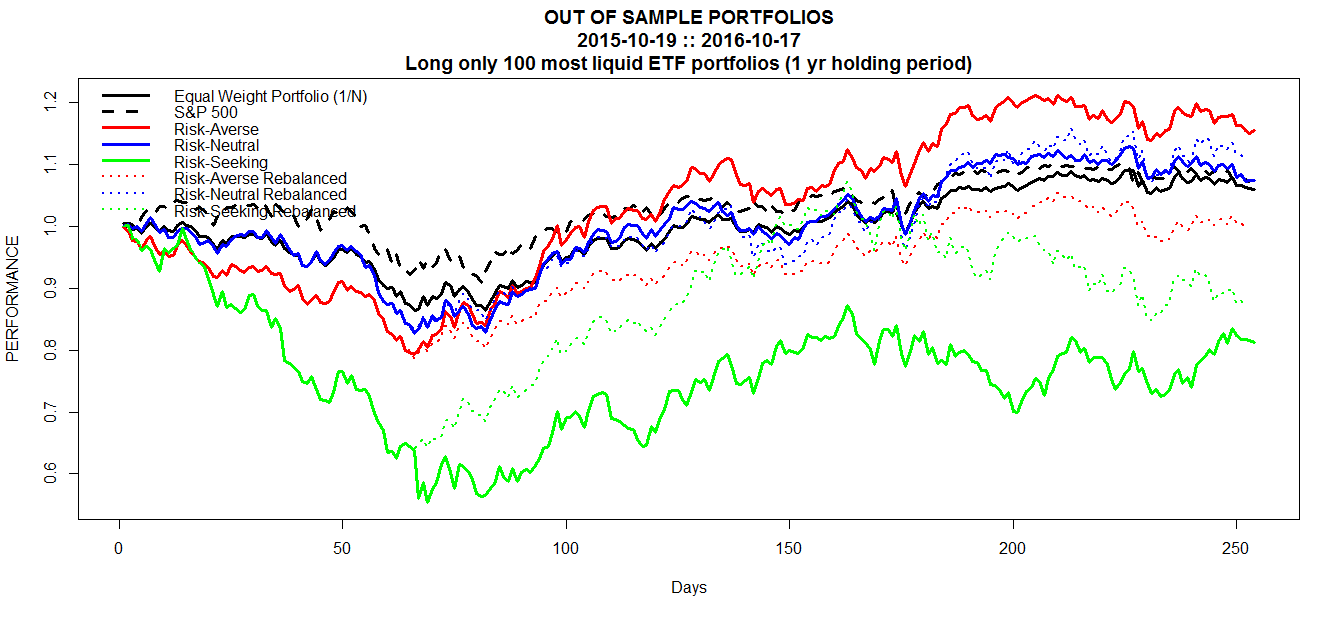 OUT OF SAMPLE PORTFOLIOS
2015-10-19 :: 2016-10-17
Long only 100 most liquid ETF portfolios (1 yr holding period)
Equal Weight Portfolio (1/N)
S&P 500
Risk-Averse
Risk-Neutral
Risk-Seeking
Risk-Averse Rebalanced
Risk-Neutral Rebalanced
Risk-Seeking Rebalanced
PERFORMANCE
1.2
1.1
1.0
0.9
0.8
0.7
0.6
0 50 100 150 200 250
Days